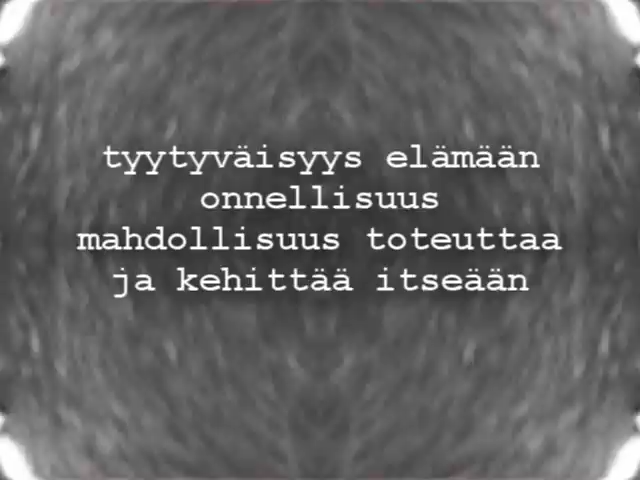 tyytyväisyys elämään
onnellisuus
mahdollisuus toteuttaa
ja kehittää itseään